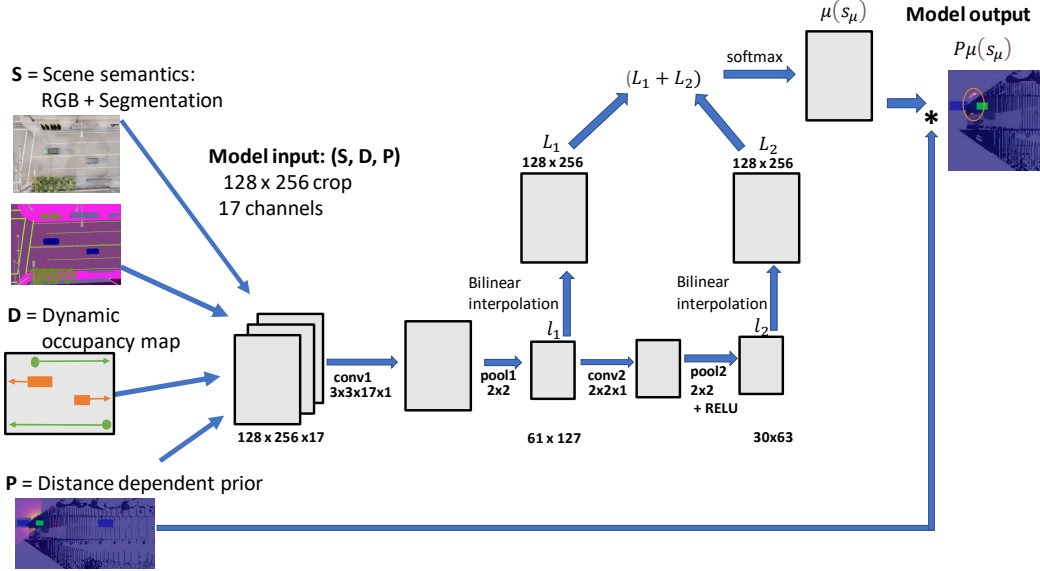 S = Scene semantics:
RGB + Segmentation
Model input: (S, D, P)
128 x 256 crop
17 channels
D = Dynamic
occupancy map
P = Distance dependent prior
128 x 256 x17
conv1
3x3x17x1
pool1
2x2
l₁
61 x 127
conv2
2x2x1
pool2
2x2
+ RELU
l₂
30x63
Bilinear
interpolation
Bilinear
interpolation
L₁
128 x 256
L₂
128 x 256
(L₁ + L₂)
softmax
μ(sμ)
Model output
Pμ(sμ)
*